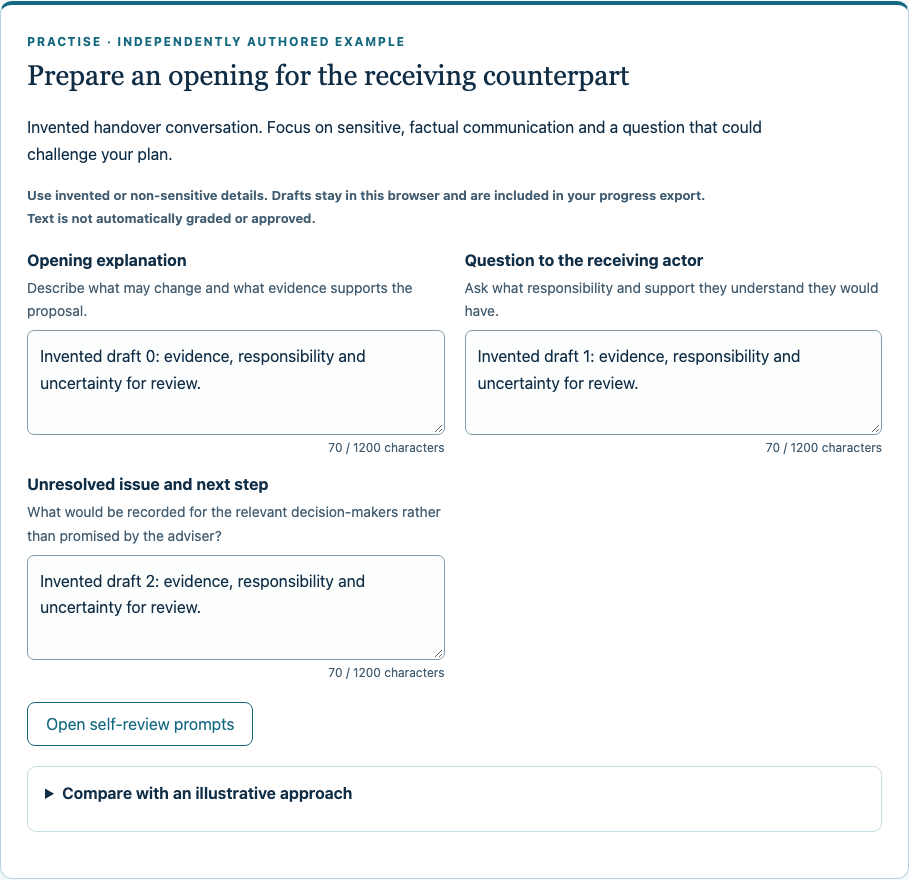 PRACTISE · INDEPENDENTLY AUTHORED EXAMPLE
Prepare an opening for the receiving counterpart
Invented handover conversation. Focus on sensitive, factual communication and a question that could
challenge your plan.
Use invented or non-sensitive details. Drafts stay in this browser and are included in your progress export.
Text is not automatically graded or approved.
Opening explanation
Describe what may change and what evidence supports the
proposal.
Invented draft 0: evidence, responsibility and
uncertainty for review.
70 / 1200 characters
Question to the receiving actor
Ask what responsibility and support they understand they would
have.
Invented draft 1: evidence, responsibility and
uncertainty for review.
70 / 1200 characters
Unresolved issue and next step
What would be recorded for the relevant decision-makers rather
than promised by the adviser?
Invented draft 2: evidence, responsibility and
uncertainty for review.
70 / 1200 characters
Open self-review prompts
Compare with an illustrative approach